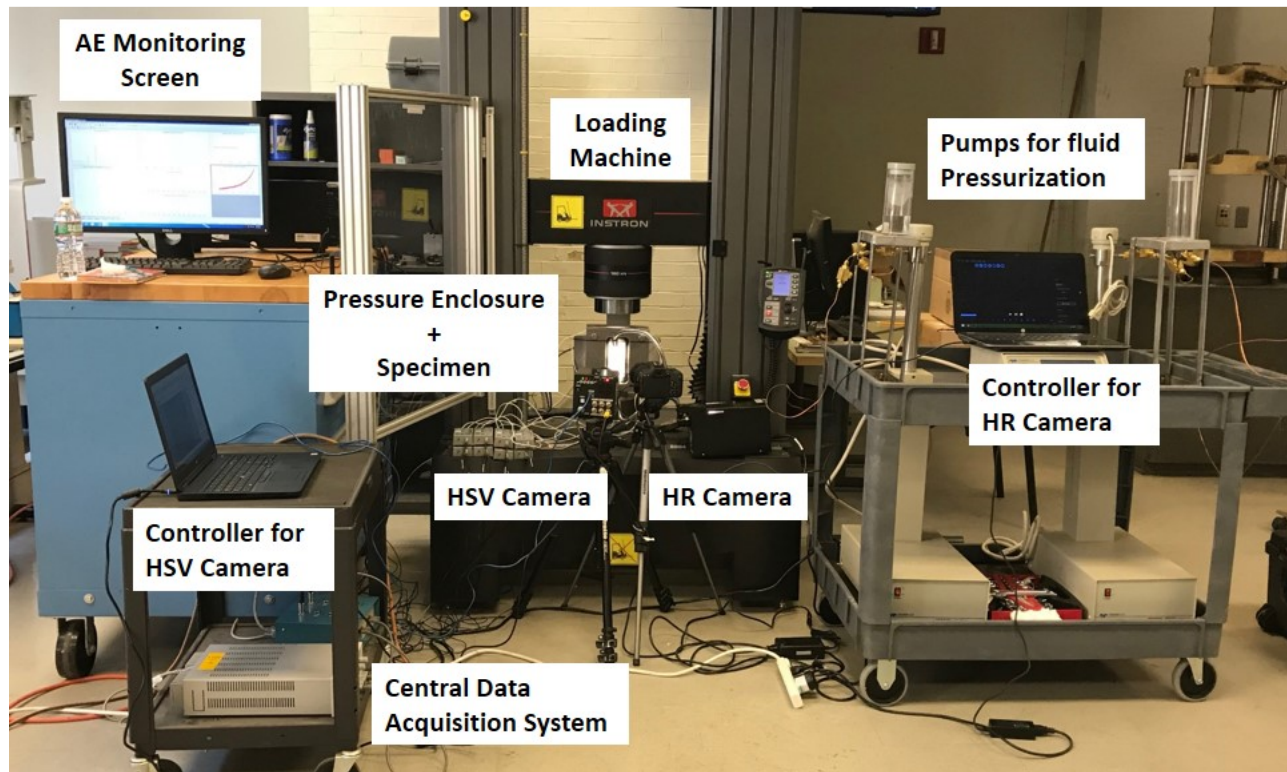 AE Monitoring
Screen
Loading
Machine
Pumps for fluid
Pressurization
INSTRON
Pressure Enclosure
+
Specimen
Controller for
HR Camera
HSV Camera
HR Camera
Controller for
HSV Camera
Central Data
Acquisition System